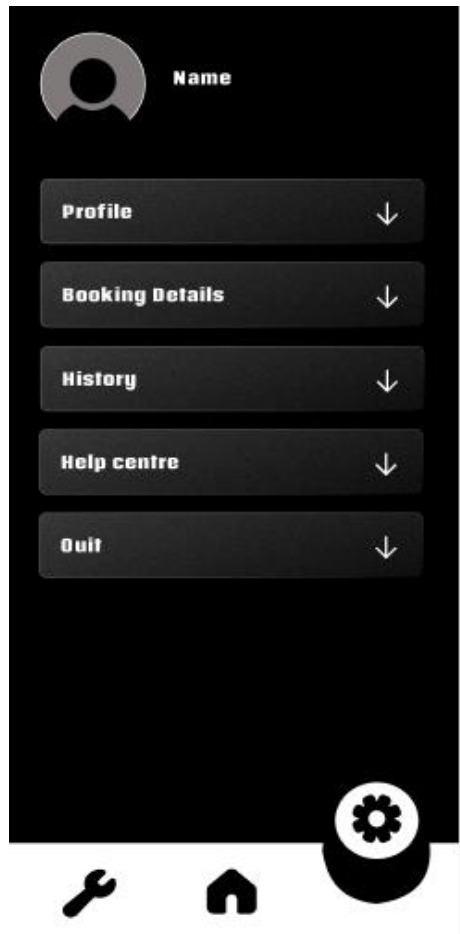 Name
Profile
Booking Details
History
Help centre
Quit